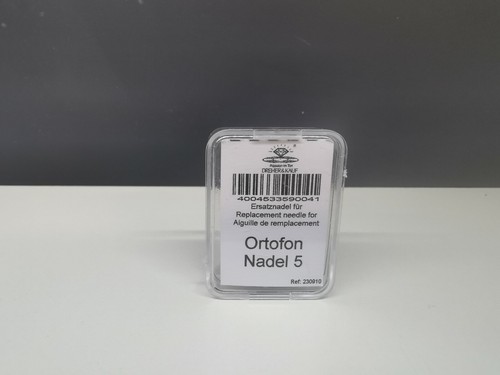 DREHER&KAUF
4004633590041
Ersatznadel für
Replacement needle for
Aiguille de remplacement
Ortofon
Nadel 5
Ref: 230910